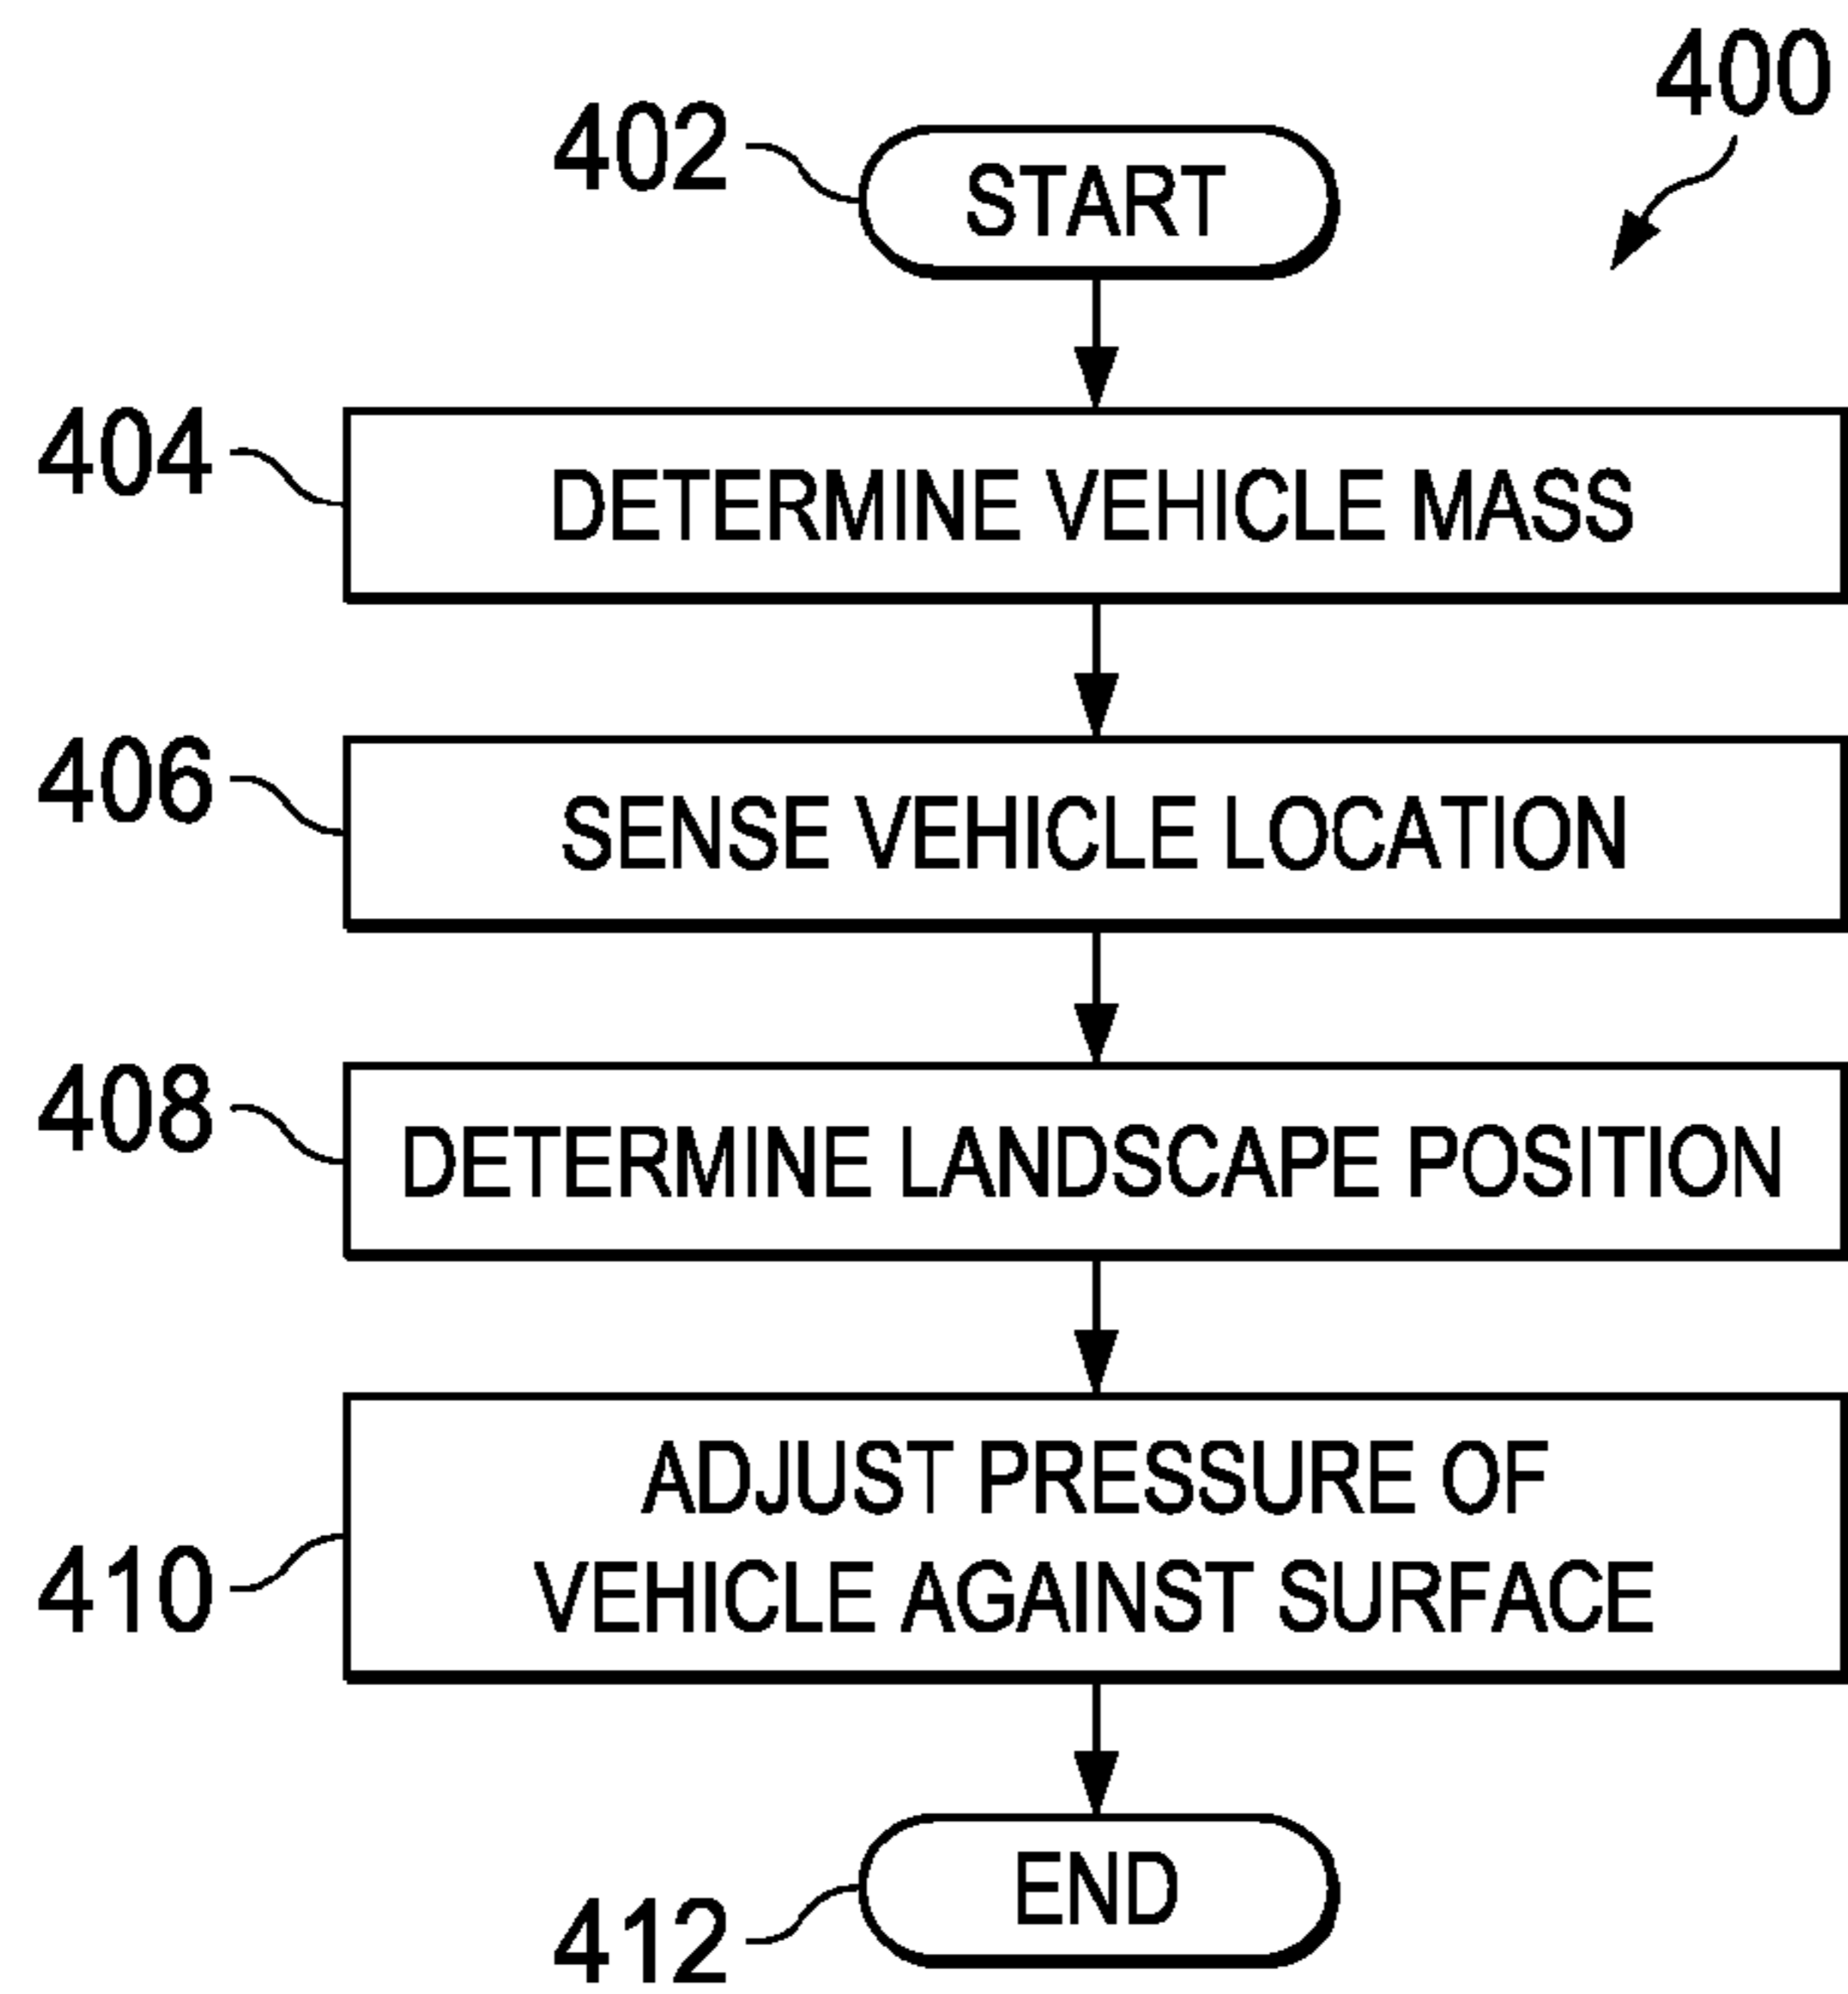 400
402
START
404
DETERMINE VEHICLE MASS
406
SENSE VEHICLE LOCATION
408
DETERMINE LANDSCAPE POSITION
410
ADJUST PRESSURE OF
VEHICLE AGAINST SURFACE
412
END